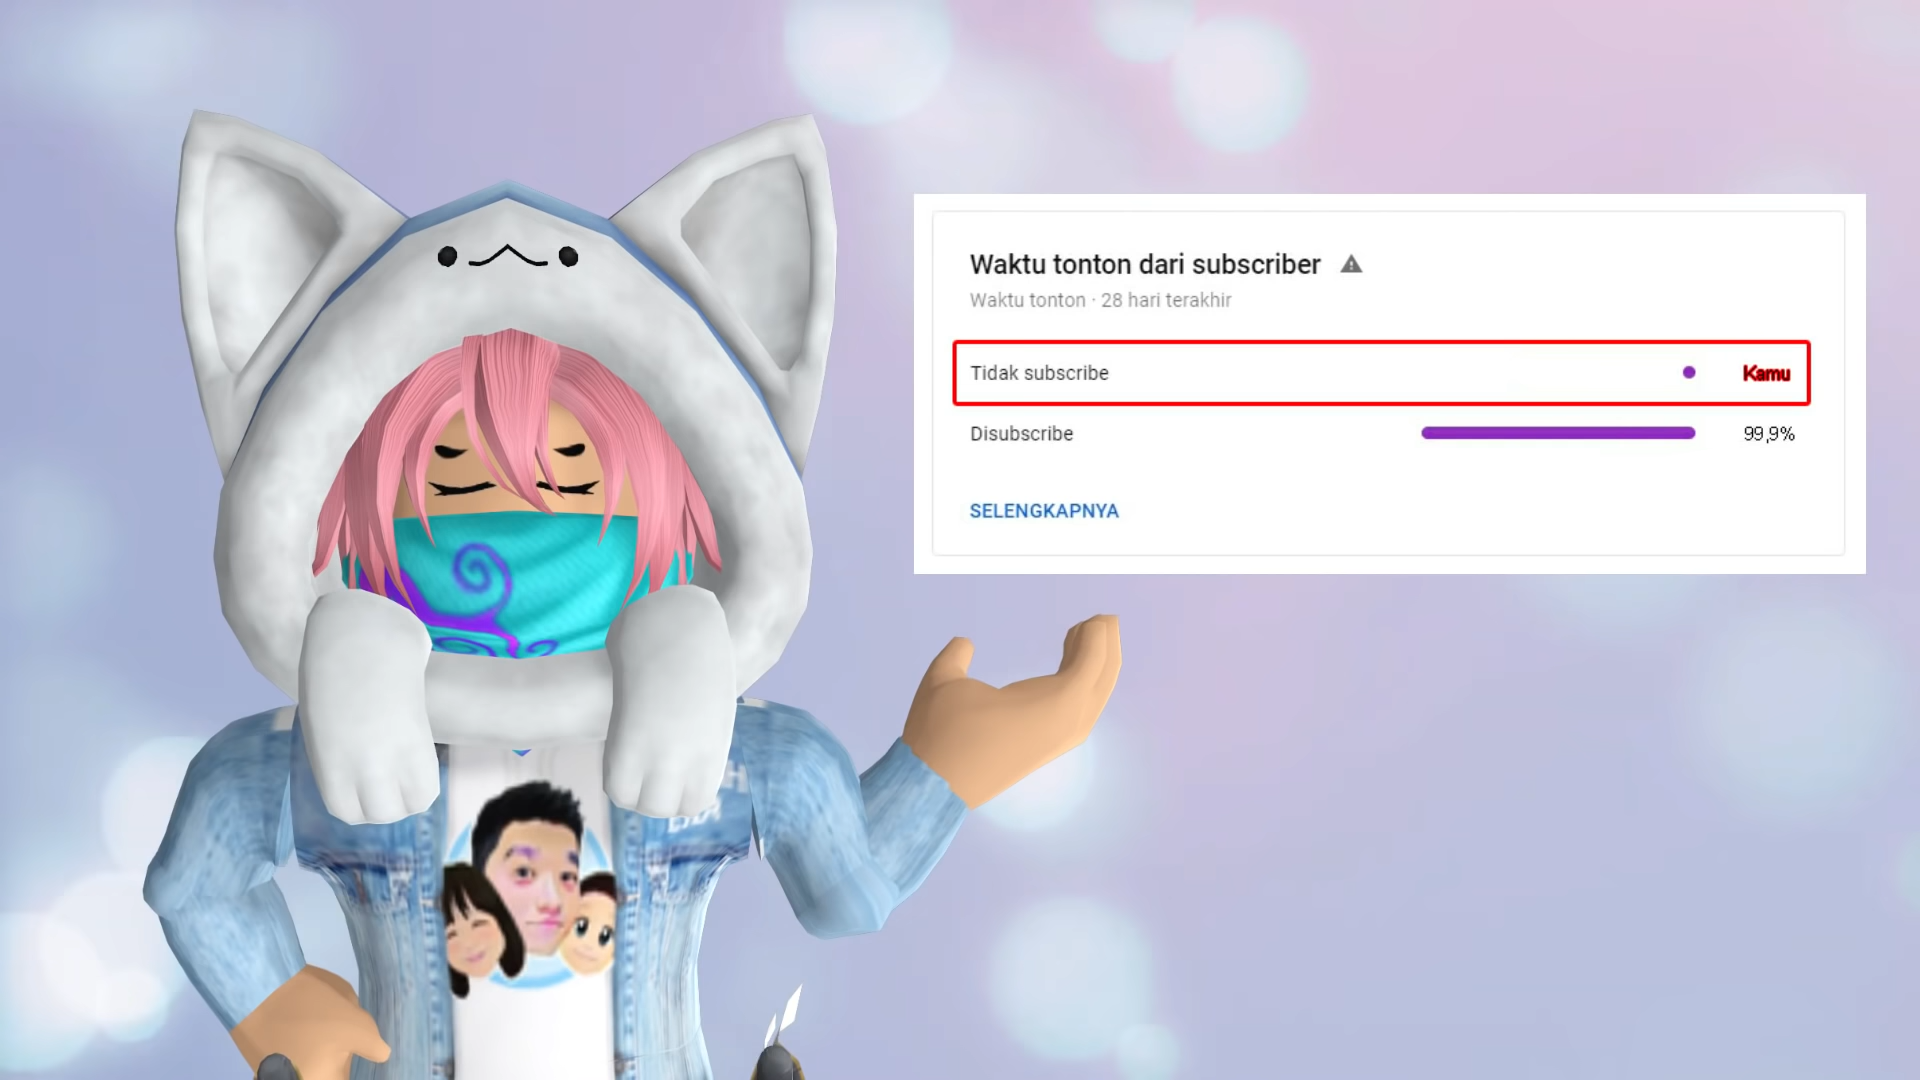 Waktu tonton dari subscriber
Waktu tonton · 28 hari terakhir
Tidak subscribe Kamu
Disubscribe 99,9%
SELENGKAPNYA